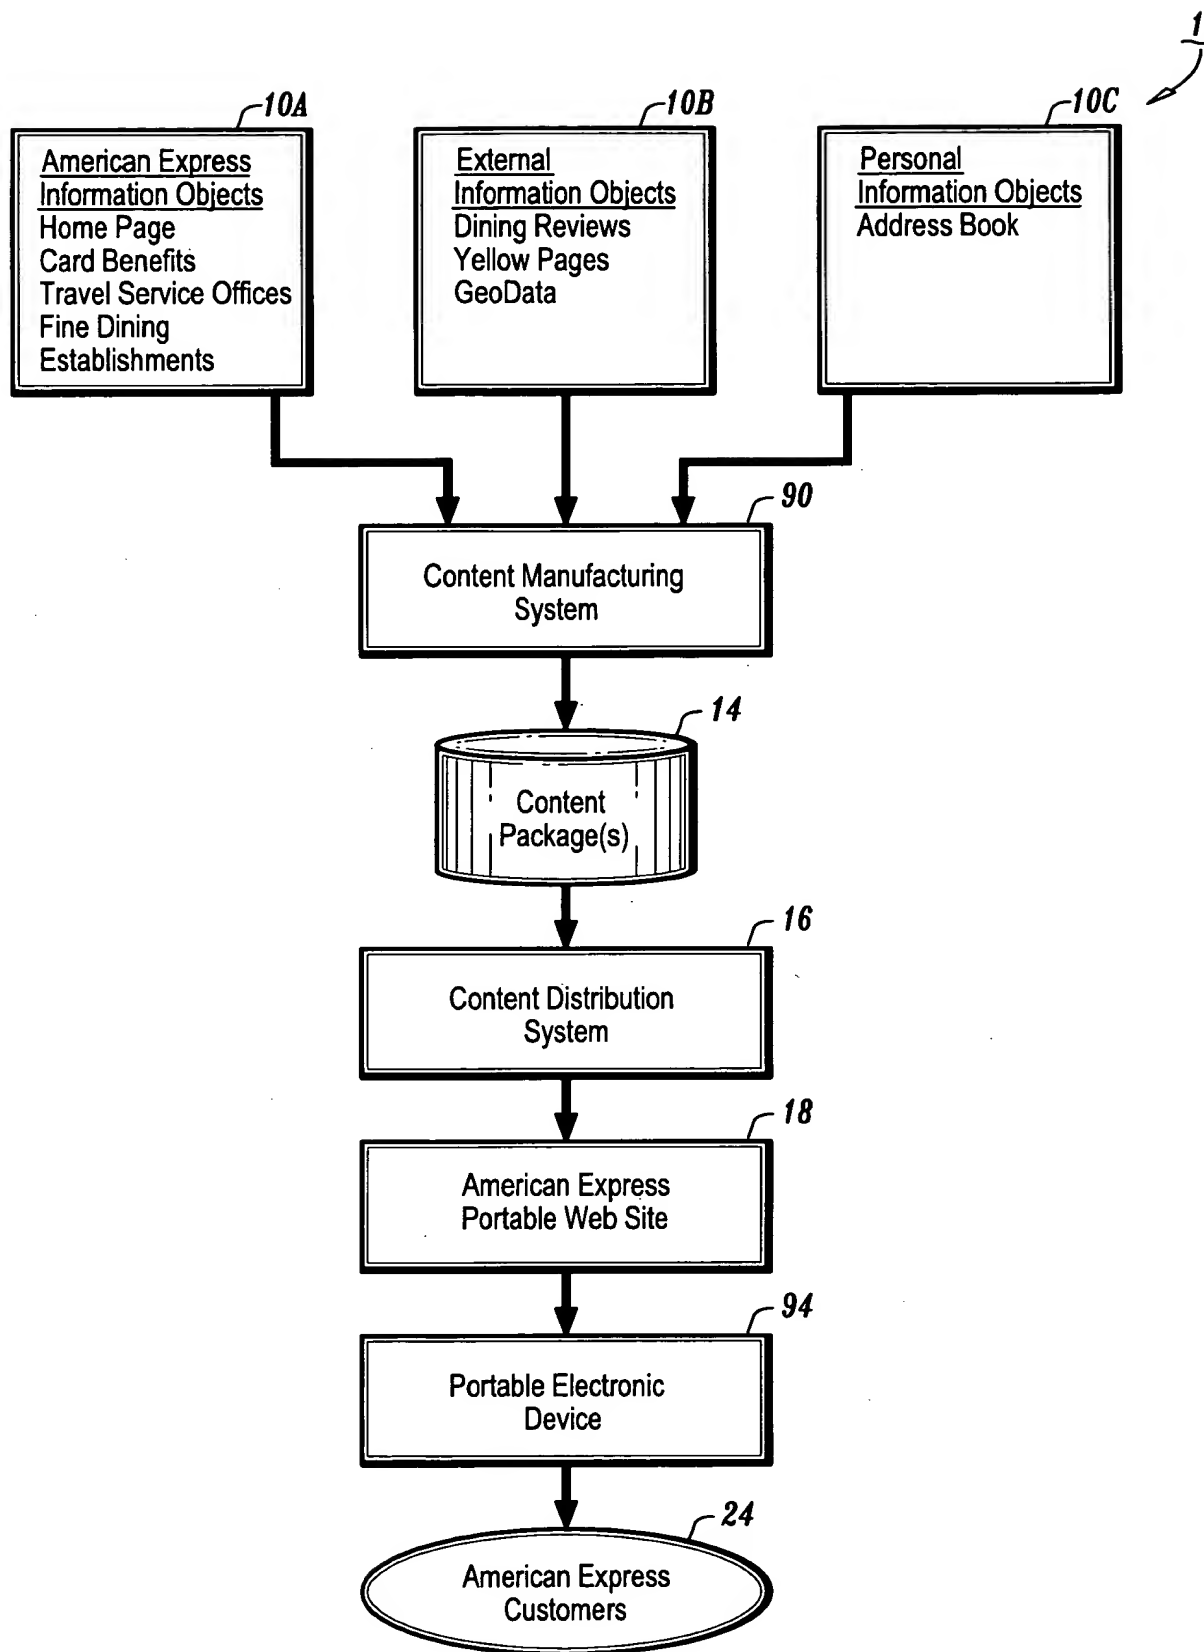 1
10A
American Express
Information Objects
Home Page
Card Benefits
Travel Service Offices
Fine Dining
Establishments
10B
External
Information Objects
Dining Reviews
Yellow Pages
GeoData
10C
Personal
Information Objects
Address Book
90
Content Manufacturing
System
14
Content
Package(s)
16
Content Distribution
System
18
American Express
Portable Web Site
94
Portable Electronic
Device
24
American Express
Customers